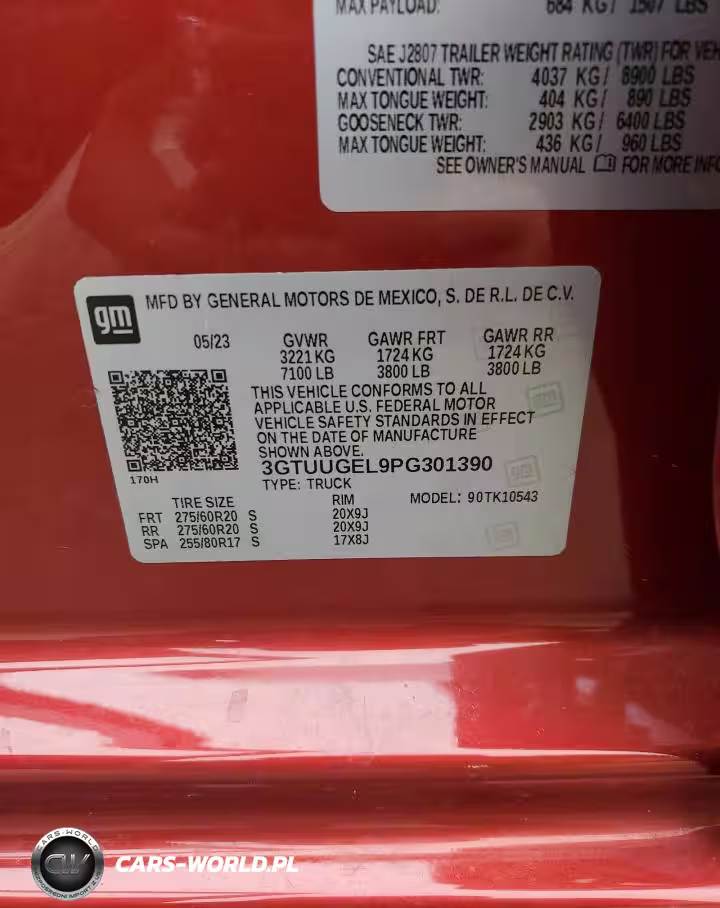 MAX PAYLOAD: 684 KG / 1507 LBS
SAE J2807 TRAILER WEIGHT RATING (TWR) FOR
CONVENTIONAL TWR: 4037 KG / 8900 LBS
MAX TONGUE WEIGHT: 404 KG / 890 LBS
GOOSENECK TWR: 2903 KG / 6400 LBS
MAX TONGUE WEIGHT: 436 KG / 960 LBS
SEE OWNER'S MANUAL FOR MORE
gm MFD BY GENERAL MOTORS DE MEXICO, S. DE R.L. DE C.V.
05/23 GVWR GAWR FRT GAWR RR
3221 KG 1724 KG 1724 KG
7100 LB 3800 LB 3800 LB
THIS VEHICLE CONFORMS TO ALL
APPLICABLE U.S. FEDERAL MOTOR
VEHICLE SAFETY STANDARDS IN EFFECT
ON THE DATE OF MANUFACTURE
SHOWN ABOVE.
170H
3GTUUGEL9PG301390
TYPE: TRUCK
TIRE SIZE RIM MODEL: 90TK10543
FRT 275/60R20 S 20X9J
RR 275/60R20 S 20X9J
SPA 255/80R17 S 17X8J
gm
gm
gm
CARS-WORLD
CW
CARS-WORLD.PL